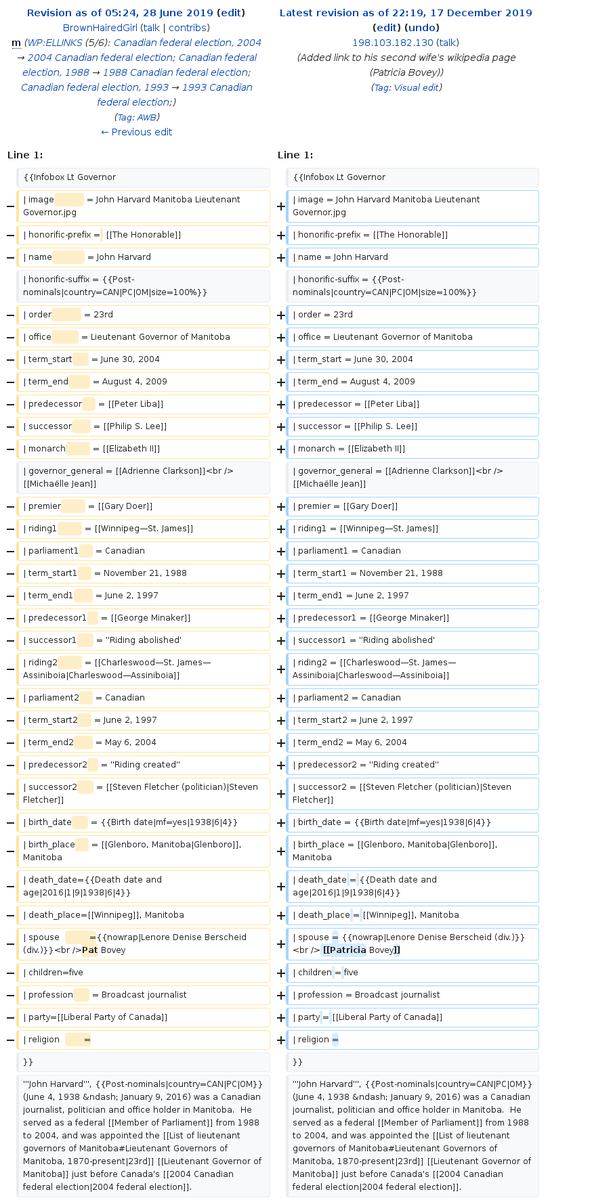 Revision as of 05:24, 28 June 2019 (edit)
BrownHairedGirl (talk | contribs)
m (WP:ELLINKS (5/6): Canadian federal election, 2004
→ 2004 Canadian federal election; Canadian federal
election, 1988 → 1988 Canadian federal election;
Canadian federal election, 1993 → 1993 Canadian
federal election;)
(Tag: AWB)
← Previous edit
Latest revision as of 22:19, 17 December 2019
(edit) (undo)
198.103.182.130 (talk)
(Added link to his second wife's wikipedia page
(Patricia Bovey))
(Tag: Visual edit)
Line 1:
{{Infobox Lt Governor
| image = John Harvard Manitoba Lieutenant
Governor.jpg
| honorific-prefix = [[The Honorable]]
| name = John Harvard
| honorific-suffix = {{Post-
nominals|country=CAN|PC|OM|size=100%}}
| order = 23rd
| office = Lieutenant Governor of Manitoba
| term_start = June 30, 2004
| term_end = August 4, 2009
| predecessor = [[Peter Liba]]
| successor = [[Philip S. Lee]]
| monarch = [[Elizabeth II]]
| governor_general = [[Adrienne Clarkson]]<br />
[[Michaëlle Jean]]
| premier = [[Gary Doer]]
| riding1 = [[Winnipeg—St. James]]
| parliament1 = Canadian
| term_start1 = November 21, 1988
| term_end1 = June 2, 1997
| predecessor1 = [[George Minaker]]
| successor1 = ''Riding abolished'
| riding2 = [[Charleswood—St. James—
Assiniboia|Charleswood—Assiniboia]]
| parliament2 = Canadian
| term_start2 = June 2, 1997
| term_end2 = May 6, 2004
| predecessor2 = ''Riding created''
| successor2 = [[Steven Fletcher (politician)|Steven
Fletcher]]
| birth_date = {{Birth date|mf=yes|1938|6|4}}
| birth_place = [[Glenboro, Manitoba|Glenboro]],
Manitoba
| death_date={{Death date and
age|2016|1|9|1938|6|4}}
| death_place=[[Winnipeg]], Manitoba
| spouse ={{nowrap|Lenore Denise Berscheid
(div.)}}<br />Pat Bovey
| children=five
| profession = Broadcast journalist
| party=[[Liberal Party of Canada]]
| religion =
}}
'''John Harvard''', {{Post-nominals|country=CAN|PC|OM}}
(June 4, 1938 &ndash; January 9, 2016) was a Canadian
journalist, politician and office holder in Manitoba. He
served as a federal [[Member of Parliament]] from 1988
to 2004, and was appointed the [[List of lieutenant
governors of Manitoba#Lieutenant Governors of
Manitoba, 1870-present|23rd]] [[Lieutenant Governor of
Manitoba]] just before Canada's [[2004 Canadian
federal election|2004 federal election]].
Line 1:
{{Infobox Lt Governor
| image = John Harvard Manitoba Lieutenant
Governor.jpg
| honorific-prefix = [[The Honorable]]
| name = John Harvard
| honorific-suffix = {{Post-
nominals|country=CAN|PC|OM|size=100%}}
| order = 23rd
| office = Lieutenant Governor of Manitoba
| term_start = June 30, 2004
| term_end = August 4, 2009
| predecessor = [[Peter Liba]]
| successor = [[Philip S. Lee]]
| monarch = [[Elizabeth II]]
| governor_general = [[Adrienne Clarkson]]<br />
[[Michaëlle Jean]]
| premier = [[Gary Doer]]
| riding1 = [[Winnipeg—St. James]]
| parliament1 = Canadian
| term_start1 = November 21, 1988
| term_end1 = June 2, 1997
| predecessor1 = [[George Minaker]]
| successor1 = ''Riding abolished'
| riding2 = [[Charleswood—St. James—
Assiniboia|Charleswood—Assiniboia]]
| parliament2 = Canadian
| term_start2 = June 2, 1997
| term_end2 = May 6, 2004
| predecessor2 = ''Riding created''
| successor2 = [[Steven Fletcher (politician)|Steven
Fletcher]]
| birth_date = {{Birth date|mf=yes|1938|6|4}}
| birth_place = [[Glenboro, Manitoba|Glenboro]],
Manitoba
| death_date = {{Death date and
age|2016|1|9|1938|6|4}}
| death_place = [[Winnipeg]], Manitoba
| spouse = {{nowrap|Lenore Denise Berscheid (div.)}}
<br /> [[Patricia Bovey]]
| children = five
| profession = Broadcast journalist
| party = [[Liberal Party of Canada]]
| religion =
}}
'''John Harvard''', {{Post-nominals|country=CAN|PC|OM}}
(June 4, 1938 &ndash; January 9, 2016) was a Canadian
journalist, politician and office holder in Manitoba. He
served as a federal [[Member of Parliament]] from 1988
to 2004, and was appointed the [[List of lieutenant
governors of Manitoba#Lieutenant Governors of
Manitoba, 1870-present|23rd]] [[Lieutenant Governor of
Manitoba]] just before Canada's [[2004 Canadian
federal election|2004 federal election]].